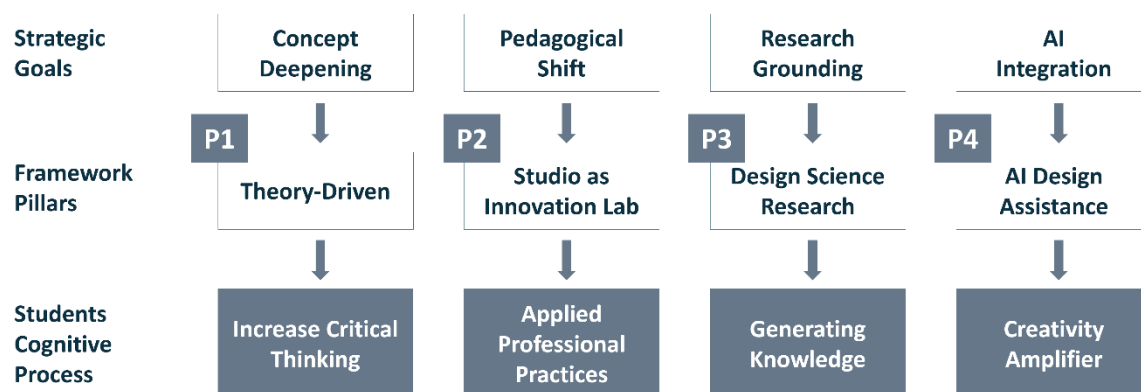 Strategic
Goals
Concept
Deepening
Pedagogical
Shift
Research
Grounding
AI
Integration
P1
P2
P3
P4
Framework
Pillars
Theory-Driven
Studio as
Innovation Lab
Design Science
Research
AI Design
Assistance
Students
Cognitive
Process
Increase Critical
Thinking
Applied
Professional
Practices
Generating
Knowledge
Creativity
Amplifier